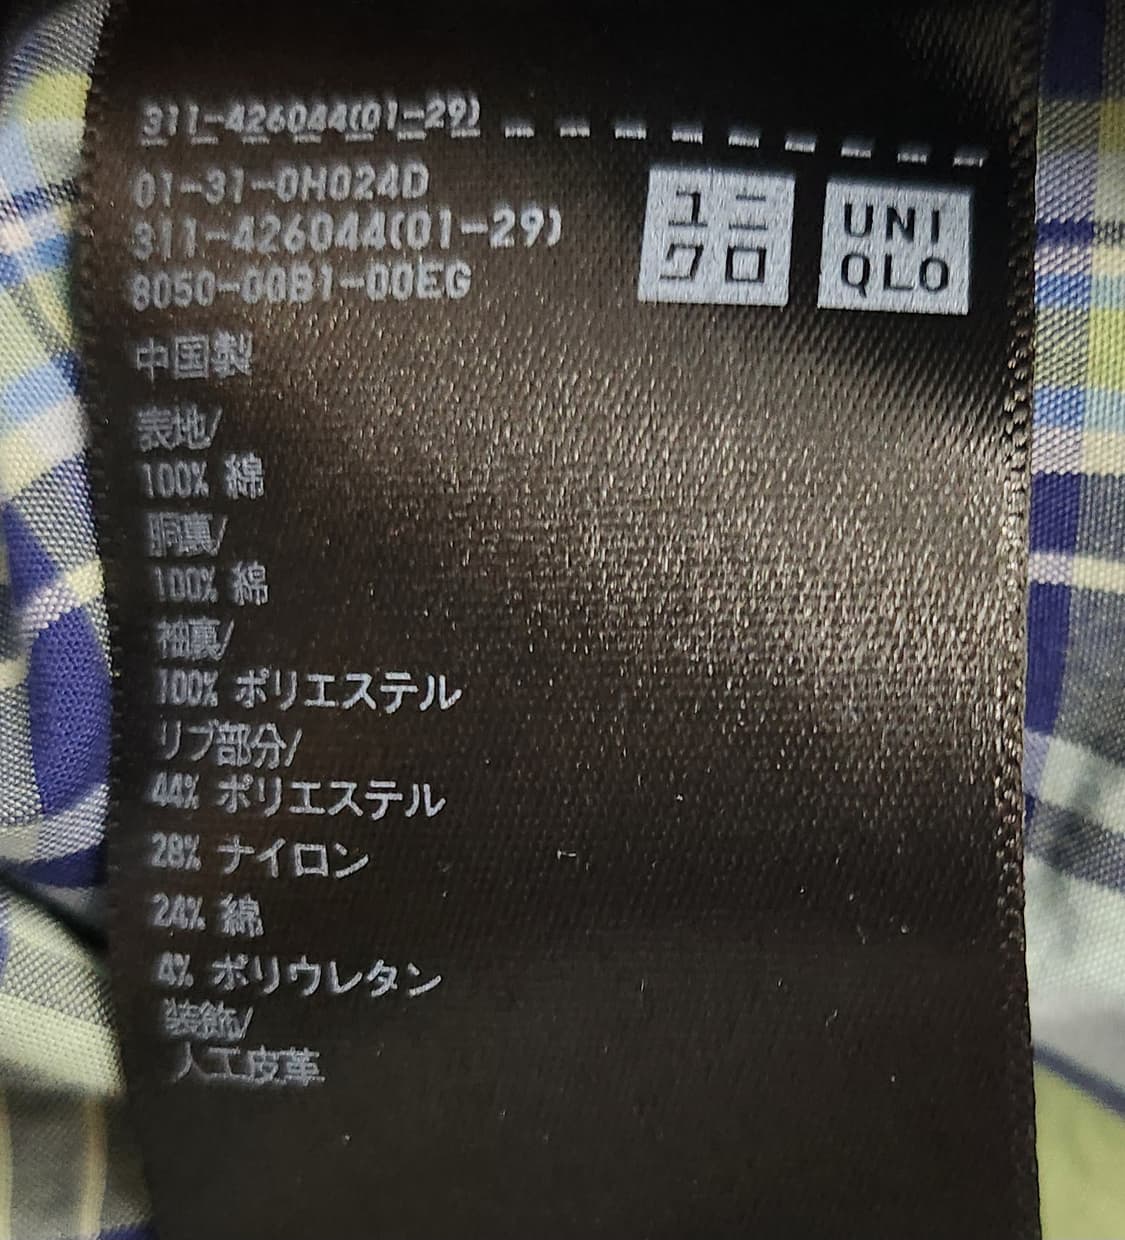 311-426044(01-29)
01-31-0H024D
311-426044(01-29)
8050-00B1-00EG
ユニ
クロ
UNI
QLO
中国製
表地/
100% 綿
胴裏/
100% 綿
袖裏/
100% ポリエステル
リブ部分/
44% ポリエステル
28% ナイロン
24% 綿
4% ポリウレタン
装飾/
人工皮革